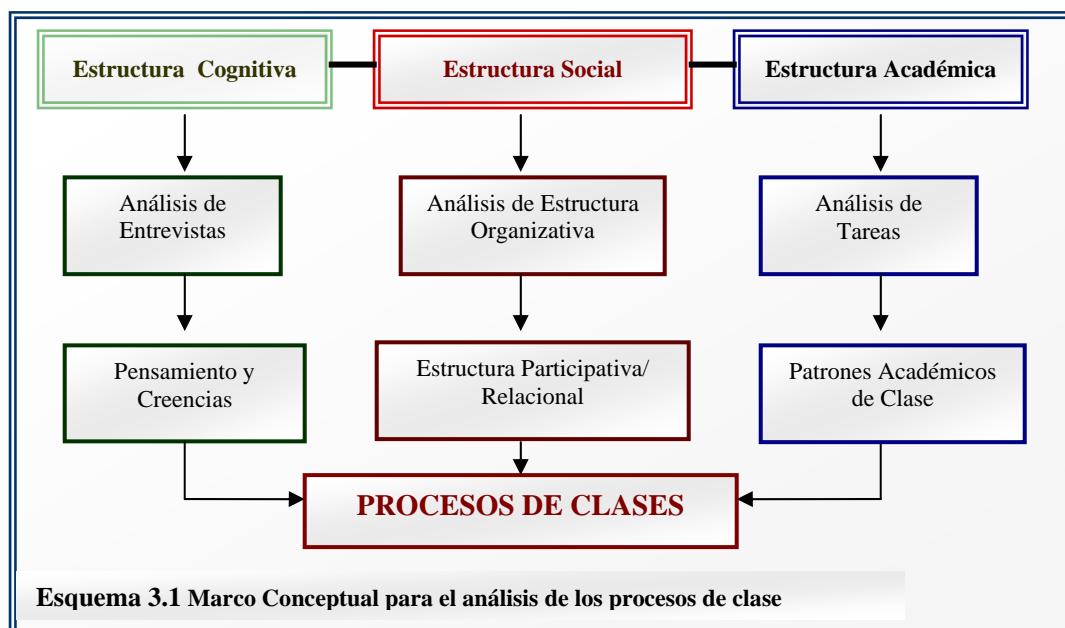 Estructura Cognitiva
Estructura Social
Estructura Académica
Análisis de
Entrevistas
Análisis de Estructura
Organizativa
Análisis de
Tareas
Pensamiento y
Creencias
Estructura Participativa/
Relacional
Patrones Académicos
de Clase
PROCESOS DE CLASES
Esquema 3.1 Marco Conceptual para el análisis de los procesos de clase